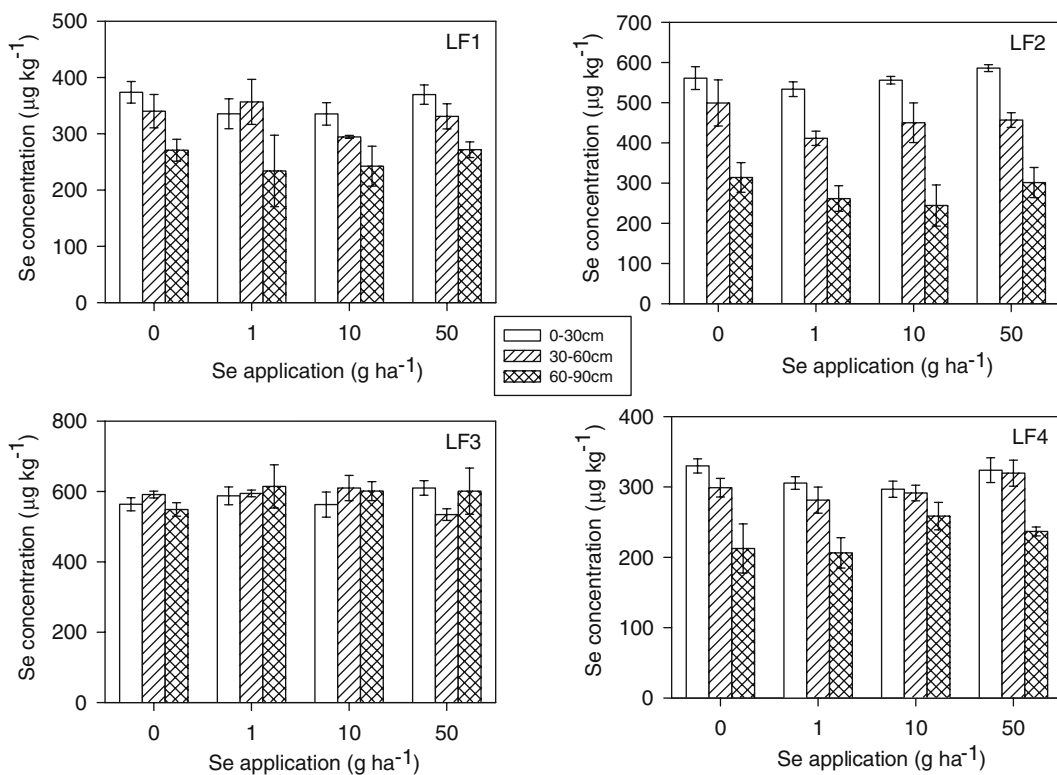 LF1
500
400
300
200
100
0
Se concentration (µg kg-1)
0 1 10 50
Se application (g ha-1)
LF2
700
600
500
400
300
200
100
0
Se concentration (µg kg-1)
0 1 10 50
Se application (g ha-1)
0-30cm
30-60cm
60-90cm
LF3
800
600
400
200
0
Se concentration (µg kg-1)
0 1 10 50
Se application (g ha-1)
LF4
400
300
200
100
0
Se concentration (µg kg-1)
0 1 10 50
Se application (g ha-1)